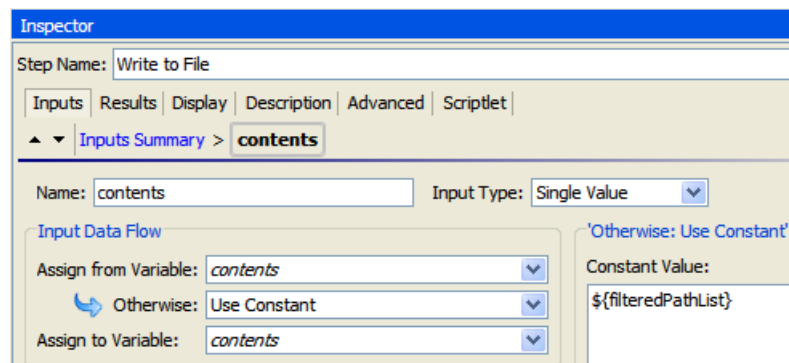 Inspector
Step Name: Write to File
Inputs Results Display Description Advanced Scriptlet
Inputs Summary > contents
Name: contents Input Type: Single Value
Input Data Flow 'Otherwise: Use Constant'
Assign from Variable: contents Constant Value:
Otherwise: Use Constant ${filteredPathList}
Assign to Variable: contents